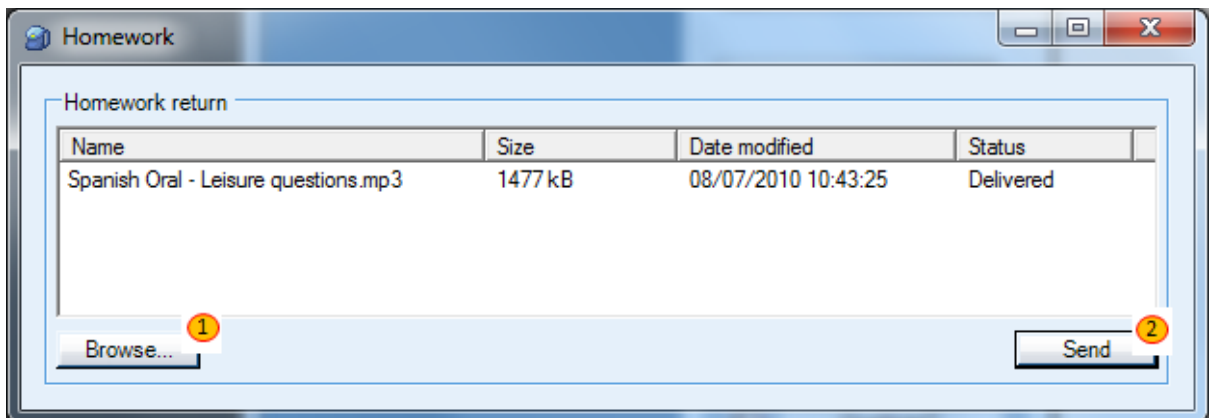 Homework
Homework return
Name Size Date modified Status
Spanish Oral - Leisure questions.mp3 1477 kB 08/07/2010 10:43:25 Delivered
1 2
Browse... Send